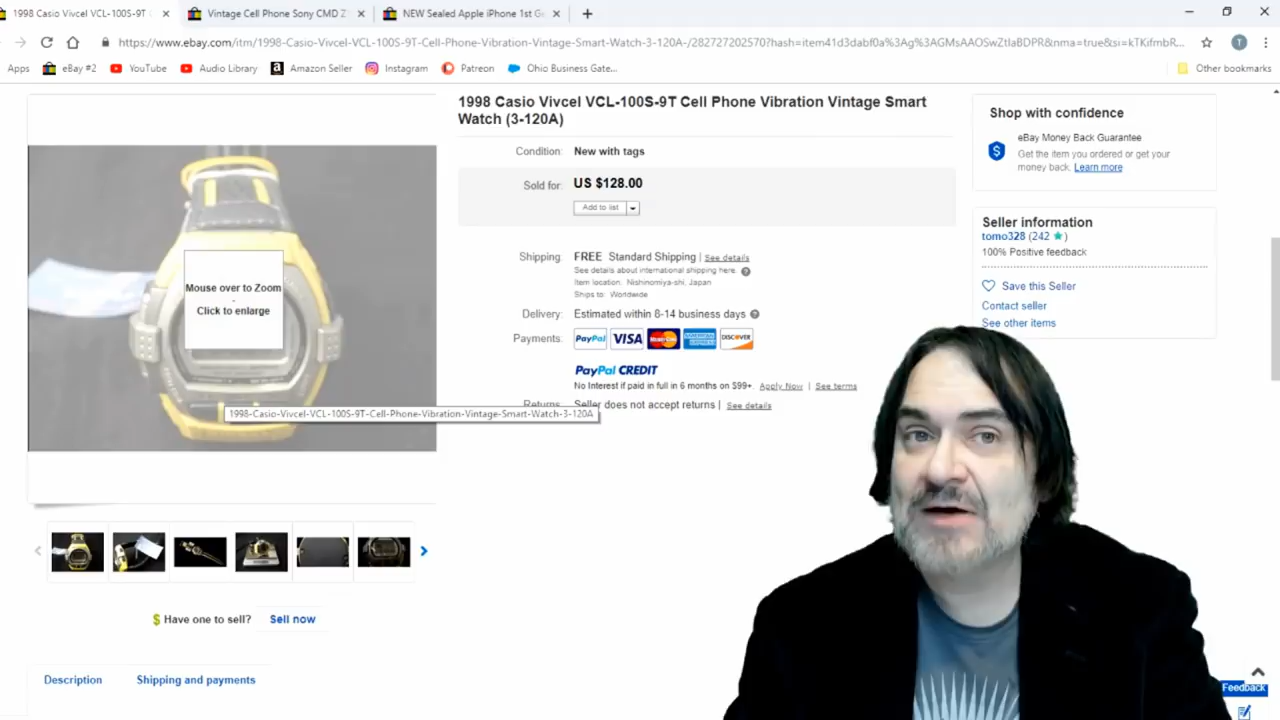 1998 Casio Vivcel VCL-100S-9T
Vintage Cell Phone Sony CMD Z
NEW Sealed Apple iPhone 1st Ge
https://www.ebay.com/itm/1998-Casio-Vivcel-VCL-100S-9T-Cell-Phone-Vibration-Vintage-Smart-Watch-3-120A-/282727202570?hash=item41d3dabf0a%3Ag%3AGMsAAOSwZtIaBDPR&nma=true&si=kTKifmbR...
T
Apps
eBay #2
YouTube
Audio Library
Amazon Seller
Instagram
Patreon
Ohio Business Gate...
Other bookmarks
1998 Casio Vivcel VCL-100S-9T Cell Phone Vibration Vintage Smart
Watch (3-120A)
Condition: New with tags
Sold for: US $128.00
Add to list
Shipping: FREE Standard Shipping | See details
See details about international shipping here.
Item location: Nishinomiya-shi, Japan
Ships to: Worldwide
Delivery: Estimated within 8-14 business days
Payments: PayPal VISA MasterCard AMERICAN EXPRESS DISCOVER
PayPal CREDIT
No Interest if paid in full in 6 months on $99+. Apply Now | See terms
Returns: Seller does not accept returns | See details
Mouse over to Zoom
-
Click to enlarge
1998-Casio-Vivcel-VCL-100S-9T-Cell-Phone-Vibration-Vintage-Smart-Watch-3-120A
Have one to sell? Sell now
Description
Shipping and payments
Shop with confidence
eBay Money Back Guarantee
Get the item you ordered or get your
money back. Learn more
Seller information
tomo328 (242 )
100% Positive feedback
Save this Seller
Contact seller
See other items
Feedback